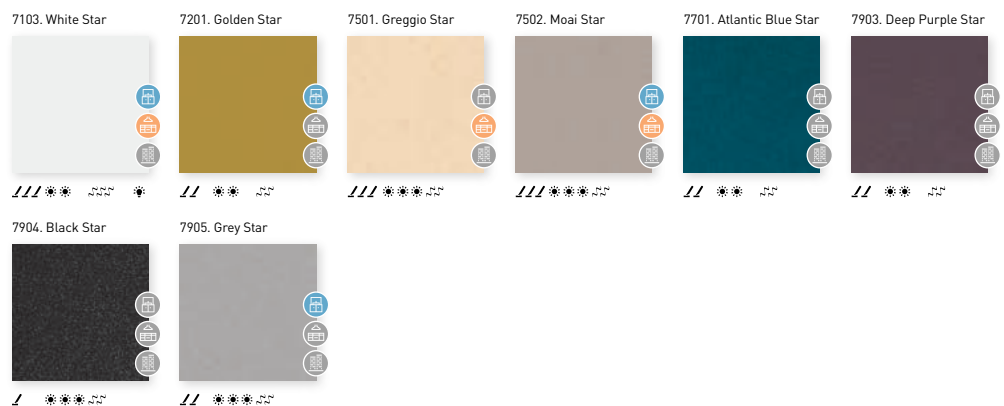 7103. White Star
7201. Golden Star
7501. Greggio Star
7502. Moai Star
7701. Atlantic Blue Star
7903. Deep Purple Star
7904. Black Star
7905. Grey Star